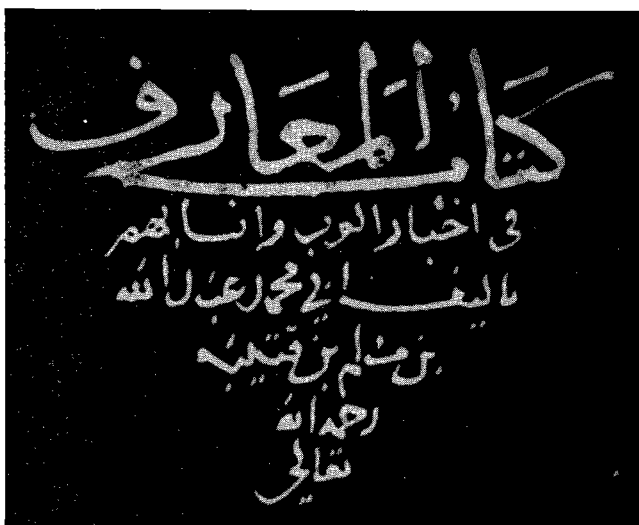 كتاب المعارف
في اخبار العرب وانسابهم
تاليف ابي محمد عبد الله
بن مسلم بن قتيبة
رحمه الله
تعالى